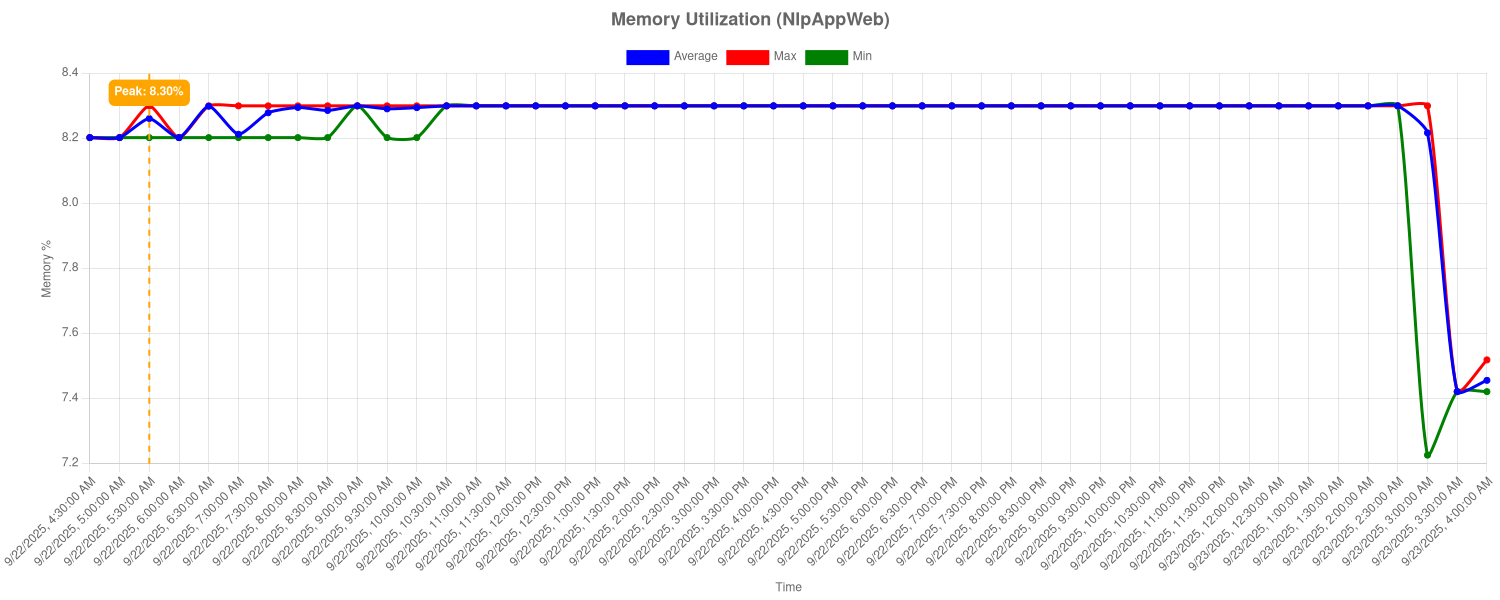 Memory Utilization (NlpAppWeb)
Average Max Min
8.4
Peak: 8.30%
8.2
8.0
7.8
Memory %
7.6
7.4
7.2
9/22/2025, 4:30:00 AM
9/22/2025, 5:00:00 AM
9/22/2025, 5:30:00 AM
9/22/2025, 6:00:00 AM
9/22/2025, 6:30:00 AM
9/22/2025, 7:00:00 AM
9/22/2025, 7:30:00 AM
9/22/2025, 8:00:00 AM
9/22/2025, 8:30:00 AM
9/22/2025, 9:00:00 AM
9/22/2025, 9:30:00 AM
9/22/2025, 10:00:00 AM
9/22/2025, 10:30:00 AM
9/22/2025, 11:00:00 AM
9/22/2025, 11:30:00 AM
9/22/2025, 12:00:00 PM
9/22/2025, 12:30:00 PM
9/22/2025, 1:00:00 PM
9/22/2025, 1:30:00 PM
9/22/2025, 2:00:00 PM
9/22/2025, 2:30:00 PM
9/22/2025, 3:00:00 PM
9/22/2025, 3:30:00 PM
9/22/2025, 4:00:00 PM
9/22/2025, 4:30:00 PM
9/22/2025, 5:00:00 PM
9/22/2025, 5:30:00 PM
9/22/2025, 6:00:00 PM
9/22/2025, 6:30:00 PM
9/22/2025, 7:00:00 PM
9/22/2025, 7:30:00 PM
9/22/2025, 8:00:00 PM
9/22/2025, 8:30:00 PM
9/22/2025, 9:00:00 PM
9/22/2025, 9:30:00 PM
9/22/2025, 10:00:00 PM
9/22/2025, 10:30:00 PM
9/22/2025, 11:00:00 PM
9/22/2025, 11:30:00 PM
9/23/2025, 12:00:00 AM
9/23/2025, 12:30:00 AM
9/23/2025, 1:00:00 AM
9/23/2025, 1:30:00 AM
9/23/2025, 2:00:00 AM
9/23/2025, 2:30:00 AM
9/23/2025, 3:00:00 AM
9/23/2025, 3:30:00 AM
9/23/2025, 4:00:00 AM
Time